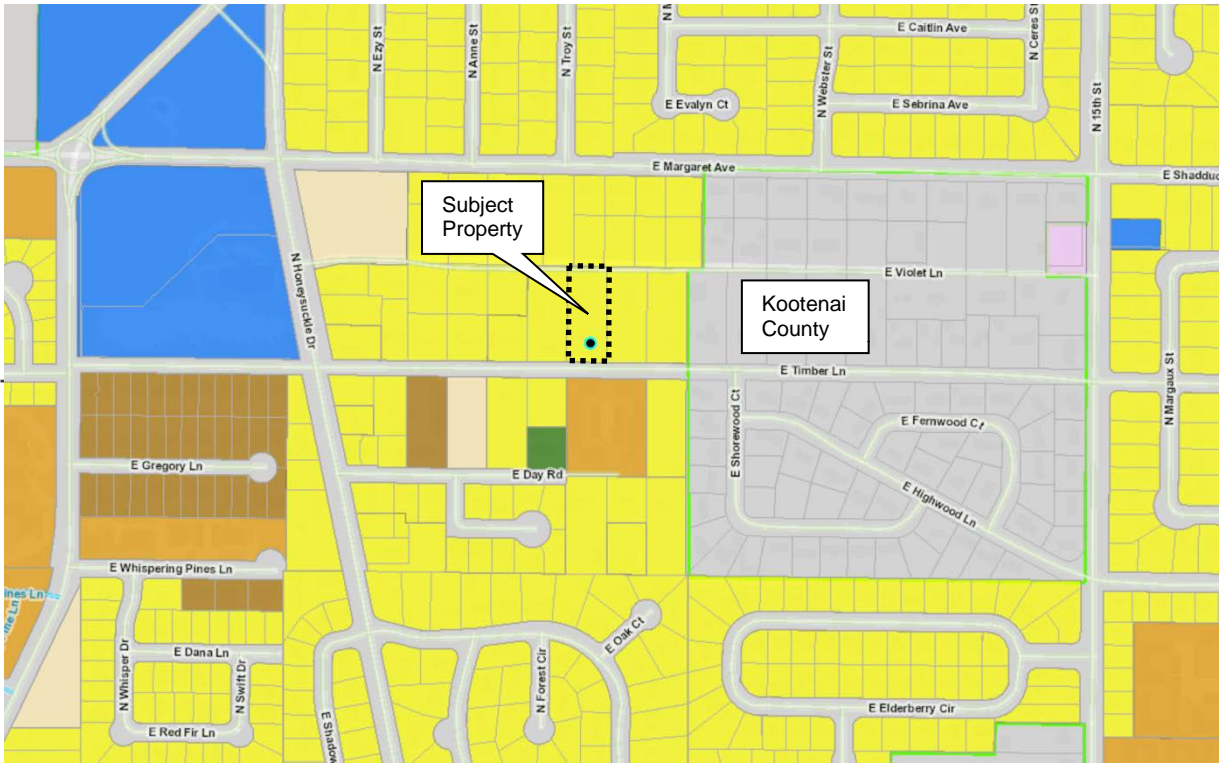 N Ezy St
N Anne St
N Troy St
E Caitlin Ave
N Webster St
N Ceres St
E Evalyn Ct
E Sebrina Ave
N 15th St
E Margaret Ave
Subject
Property
N Honeysuckle Dr
E Violet Ln
Kootenai
County
E Timber Ln
N Margaux St
E Shorewood Ct
E Fernwood Ct
E Gregory Ln
E Day Rd
E Highwood Ln
E Whispering Pines Ln
E Dana Ln
N Whisper Dr
N Swift Dr
E Oak Ct
N Forest Cir
E Red Fir Ln
E Elderberry Cir